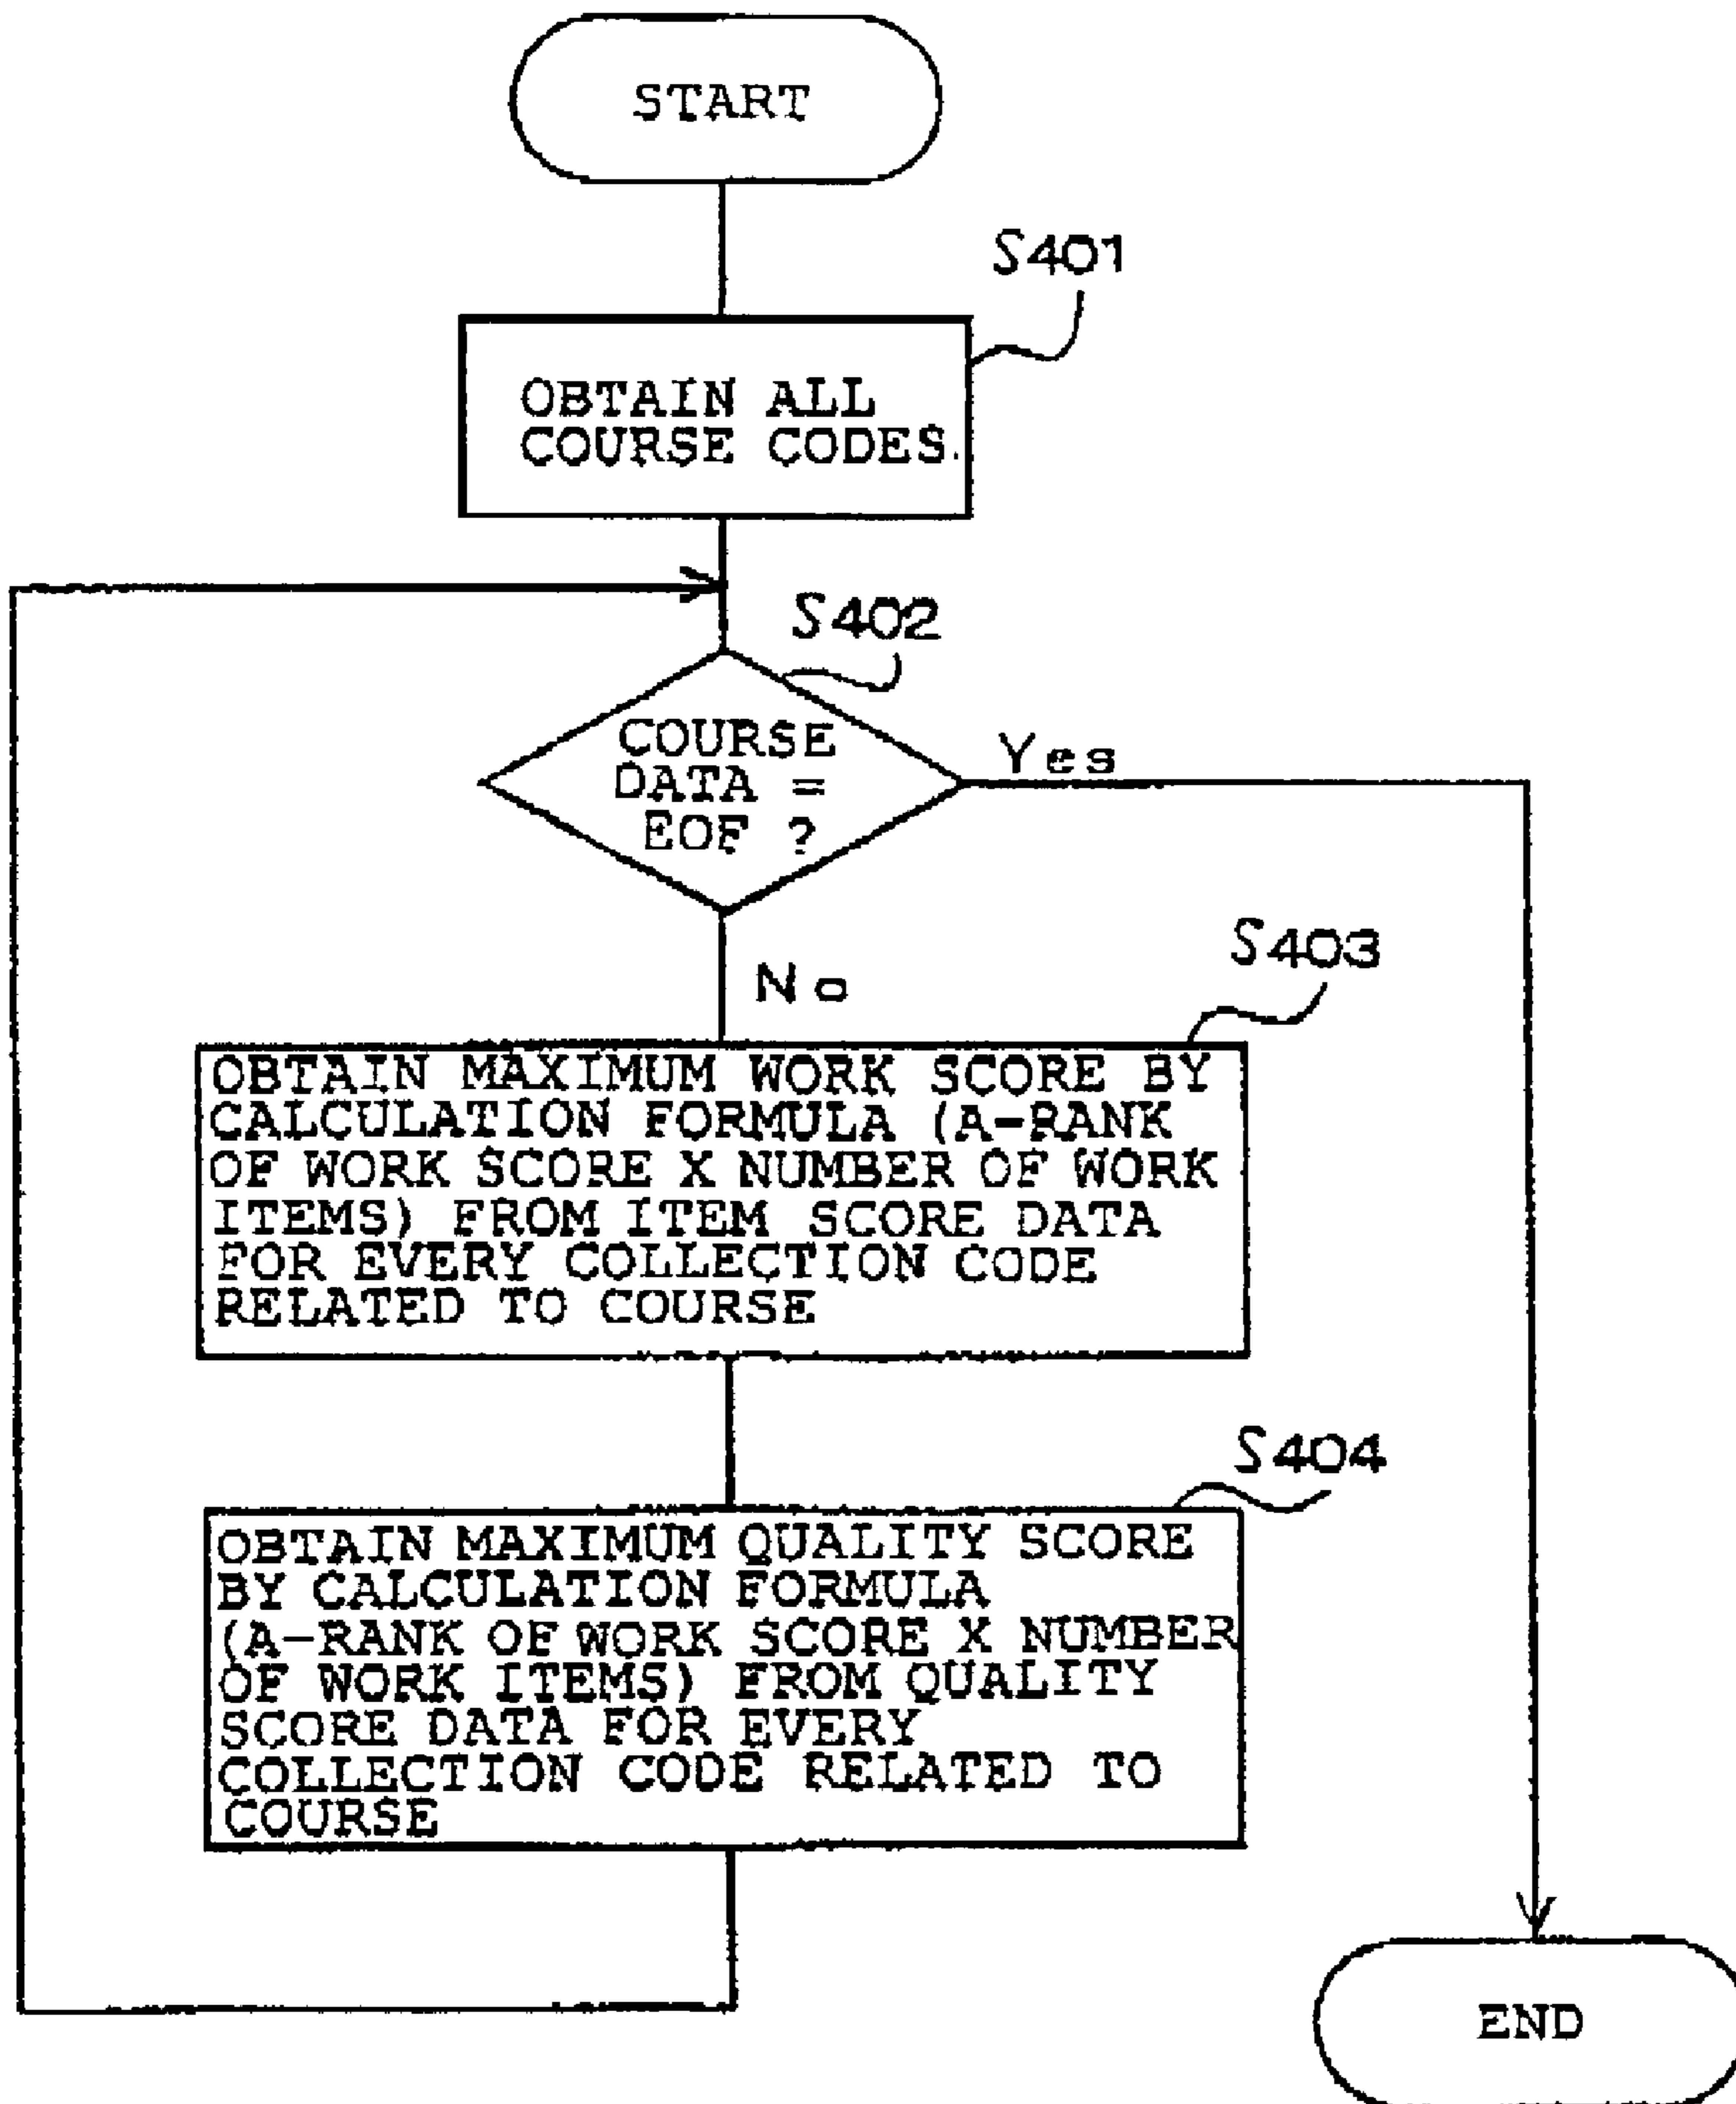 START
S401
OBTAIN ALL
COURSE CODES.
S402
COURSE
DATA =
EOF ?
Yes
No
S403
OBTAIN MAXIMUM WORK SCORE BY
CALCULATION FORMULA (A-RANK
OF WORK SCORE X NUMBER OF WORK
ITEMS) FROM ITEM SCORE DATA
FOR EVERY COLLECTION CODE
RELATED TO COURSE
S404
OBTAIN MAXIMUM QUALITY SCORE
BY CALCULATION FORMULA
(A-RANK OF WORK SCORE X NUMBER
OF WORK ITEMS) FROM QUALITY
SCORE DATA FOR EVERY
COLLECTION CODE RELATED TO
COURSE
END